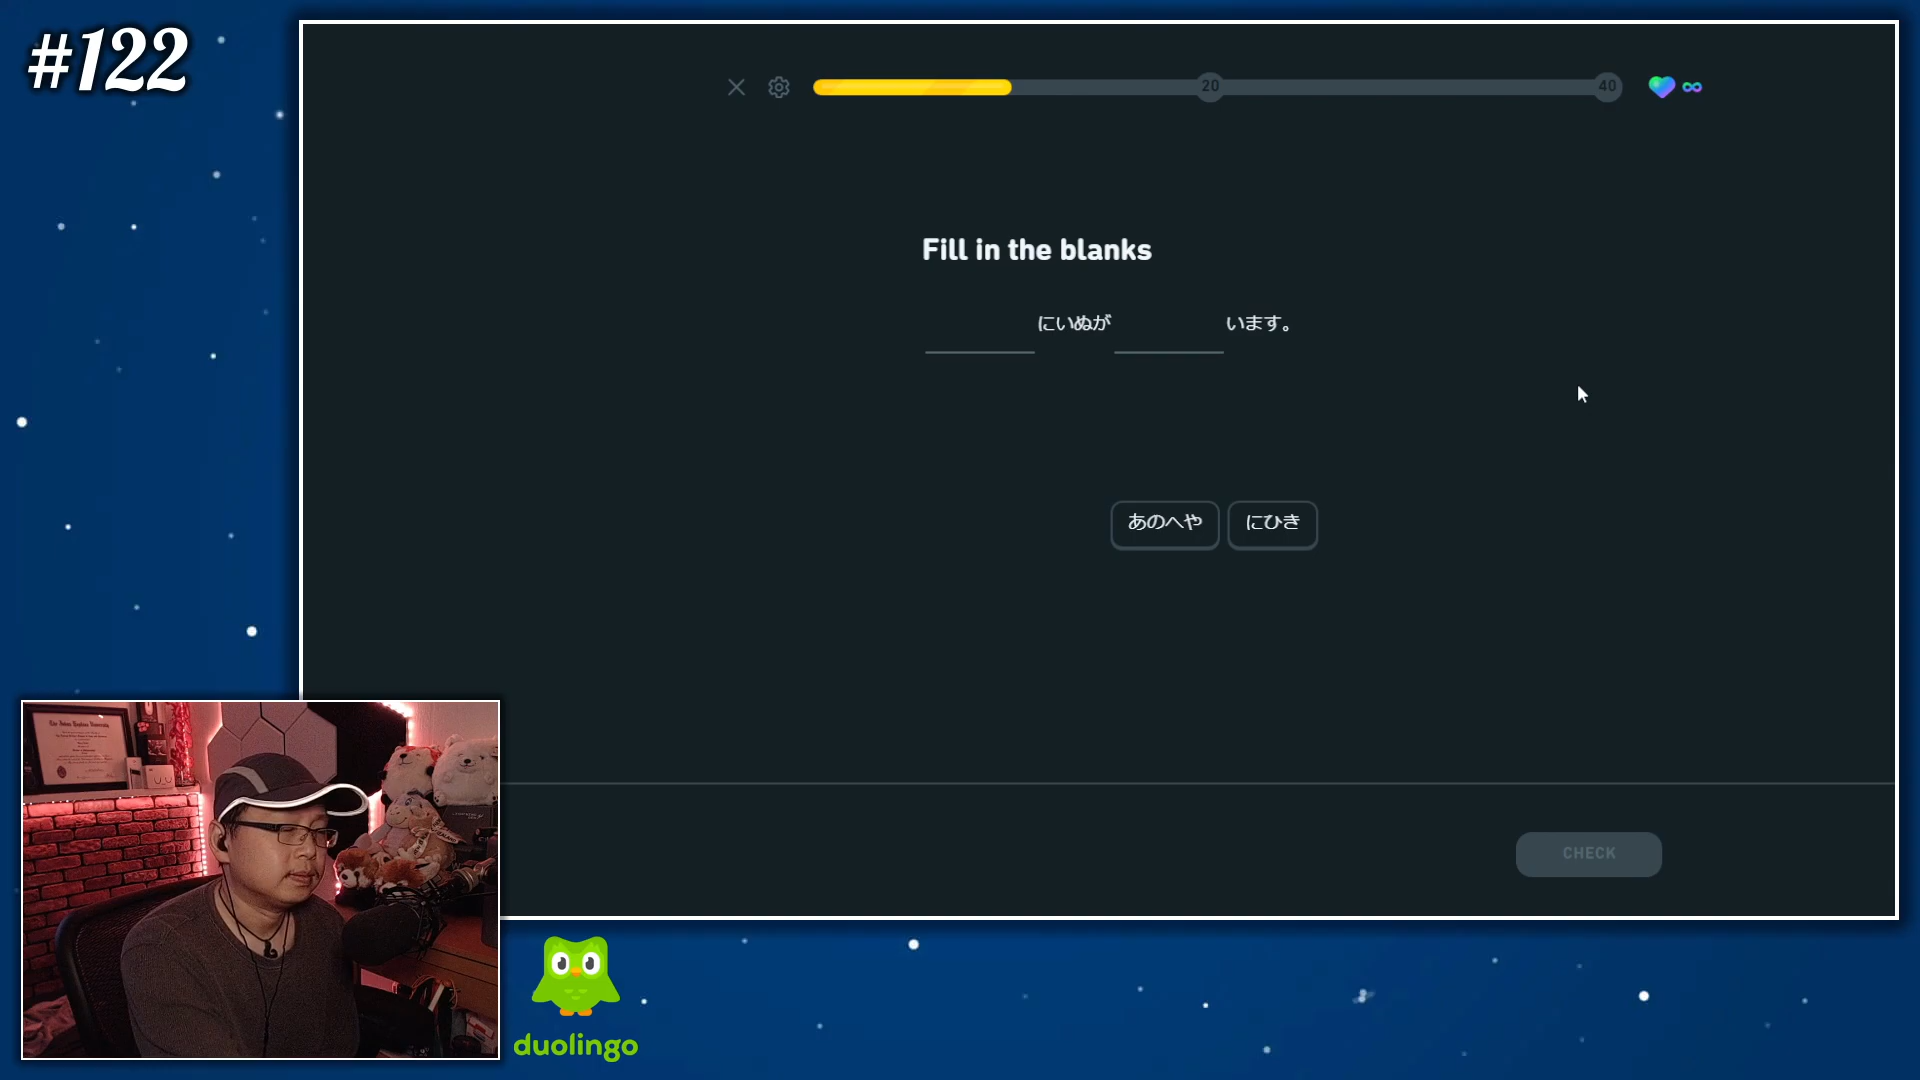 #122
20
40
Fill in the blanks
にいぬが います。
あのへや にひき
CHECK
duolingo